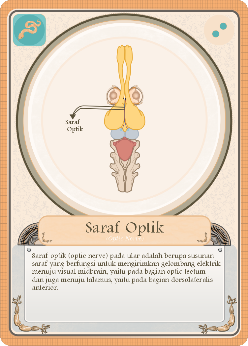 Saraf
Optik
Saraf Optik
Saraf optik (optic nerve) pada ular adalah berupa susunan
saraf yang berfungsi untuk mengirimkan gelombang elektrik
menuju visual midbrain, yaitu pada bagian optic tectum
dan juga menuju talamus, yaitu pada bagian dorsolateralis
anterior.